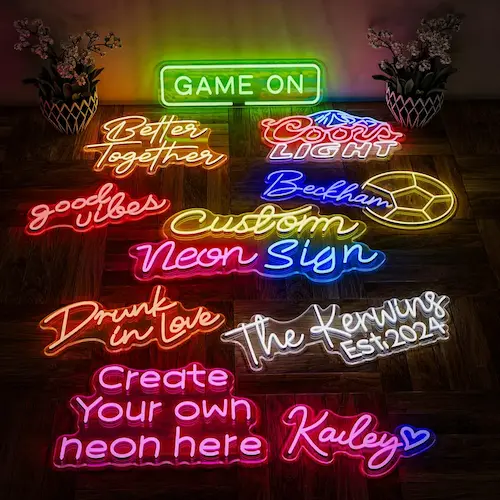 GAME ON
Better
Together
Coors
LIGHT
good
vibes
Beckham
Custom
Neon Sign
Drunk
in Love
The Kerwins
Est.2024
Create
Your own
neon here
Kailey